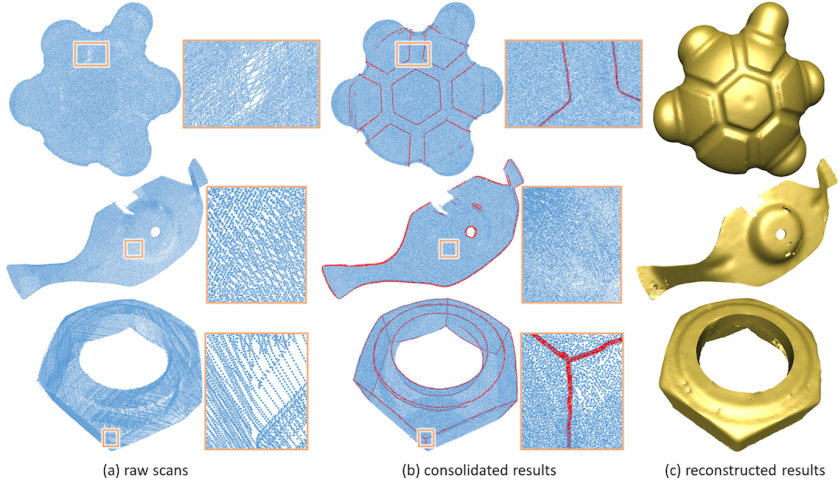 (a) raw scans
(b) consolidated results
(c) reconstructed results